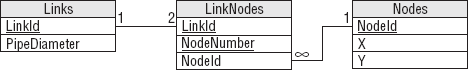 Links
LinkId
PipeDiameter
1
2
LinkNodes
LinkId
NodeNumber
NodeId
∞
1
Nodes
NodeId
X
Y